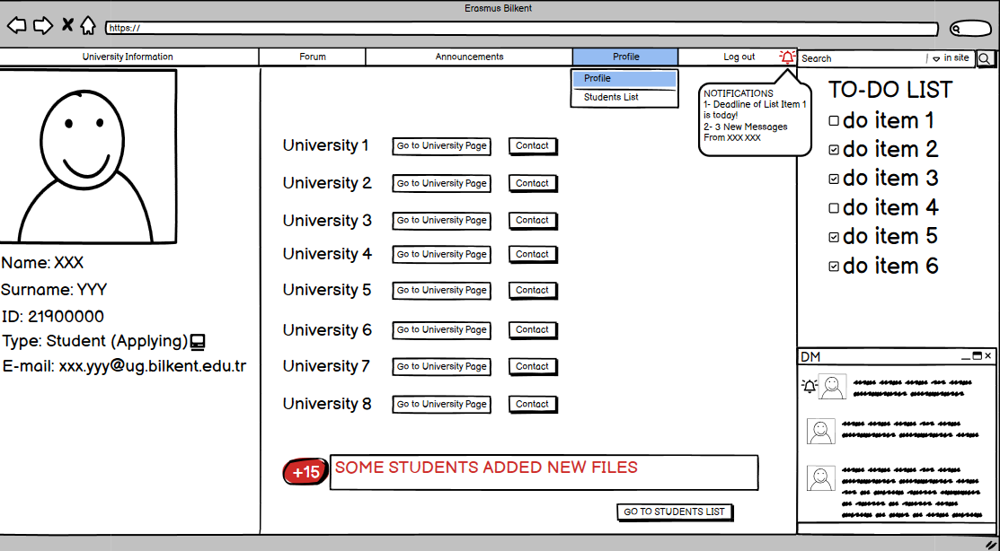 Erasmus Bilkent
https://
University Information
Forum
Announcements
Profile
Log out
Search
in site
Profile
Students List
NOTIFICATIONS
1- Deadline of List Item 1
is today!
2- 3 New Messages
From XXX XXX
TO-DO LIST
do item 1
do item 2
do item 3
do item 4
do item 5
do item 6
Name: XXX
Surname: YYY
ID: 21900000
Type: Student (Applying)
E-mail: xxx.yyy@ug.bilkent.edu.tr
University 1 Go to University Page Contact
University 2 Go to University Page Contact
University 3 Go to University Page Contact
University 4 Go to University Page Contact
University 5 Go to University Page Contact
University 6 Go to University Page Contact
University 7 Go to University Page Contact
University 8 Go to University Page Contact
+15 SOME STUDENTS ADDED NEW FILES
GO TO STUDENTS LIST
DM